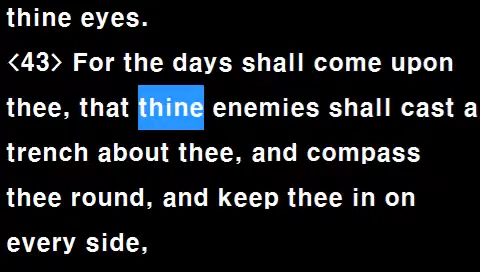 thine eyes.
<43> For the days shall come upon
thee, that thine enemies shall cast a
trench about thee, and compass
thee round, and keep thee in on
every side,